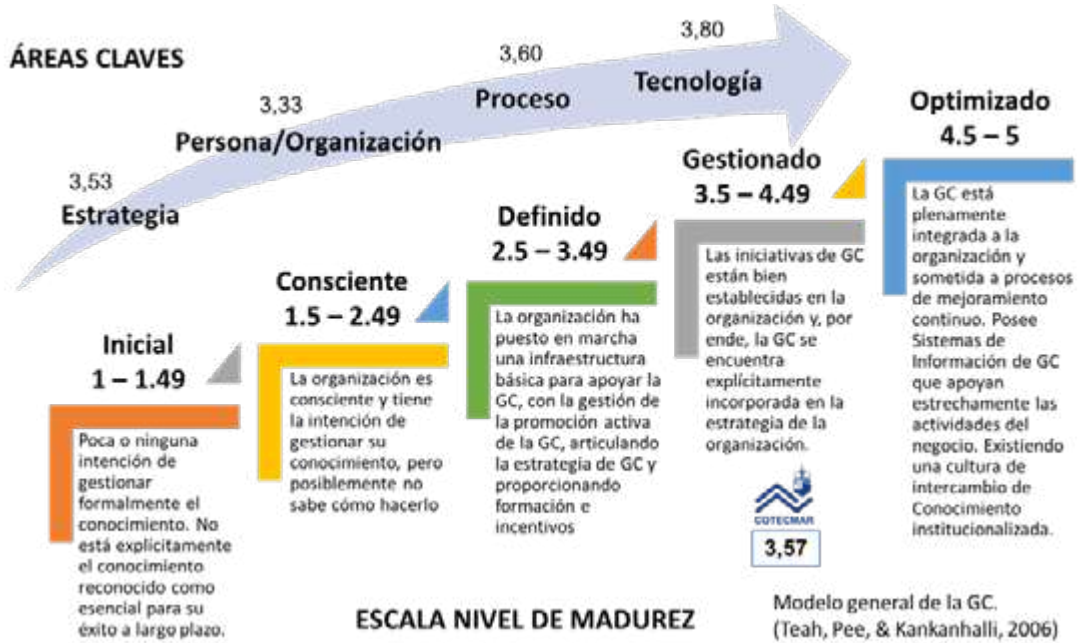 ÁREAS CLAVES
3,53
Estrategia
3,33
Persona/Organización
3,60
Proceso
3,80
Tecnología
Inicial
1 – 1.49
Poca o ninguna
intención de
gestionar
formalmente el
conocimiento. No
está explícitamente
el conocimiento
reconocido como
esencial para su
éxito a largo plazo.
Consciente
1.5 – 2.49
La organización es
consciente y tiene
la intención de
gestionar su
conocimiento, pero
posiblemente no
sabe cómo hacerlo
Definido
2.5 – 3.49
La organización ha
puesto en marcha
una infraestructura
básica para apoyar la
GC, con la gestión de
la promoción activa
de la GC, articulando
la estrategia de GC y
proporcionando
formación e
incentivos
Gestionado
3.5 – 4.49
Las iniciativas de GC
están bien
establecidas en la
organización y, por
ende, la GC se
encuentra
explícitamente
incorporada en la
estrategia de la
organización.
COTECMAR
3,57
Optimizado
4.5 – 5
La GC está
plenamente
integrada a la
organización y
sometida a procesos
de mejoramiento
continuo. Posee
Sistemas de
Información de GC
que apoyan
estrechamente las
actividades del
negocio. Existiendo
una cultura de
intercambio de
Conocimiento
institucionalizada.
ESCALA NIVEL DE MADUREZ
Modelo general de la GC.
(Teah, Pee, & Kankanhalli, 2006)